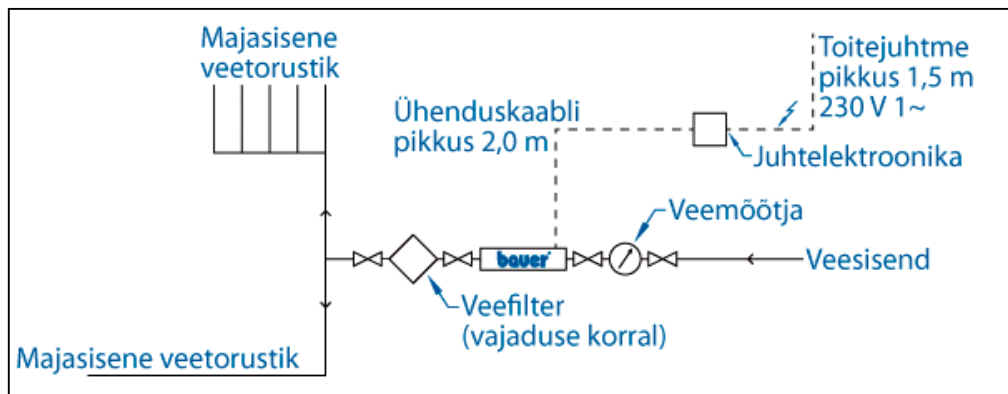 Majasisene
veetorustik
Toitejuhtme
pikkus 1,5 m
230 V 1~
Ühenduskaabli
pikkus 2,0 m
Juhtelektroonika
Veemõõtja
bauer
Veesisend
Veefilter
(vajaduse korral)
Majasisene veetorustik